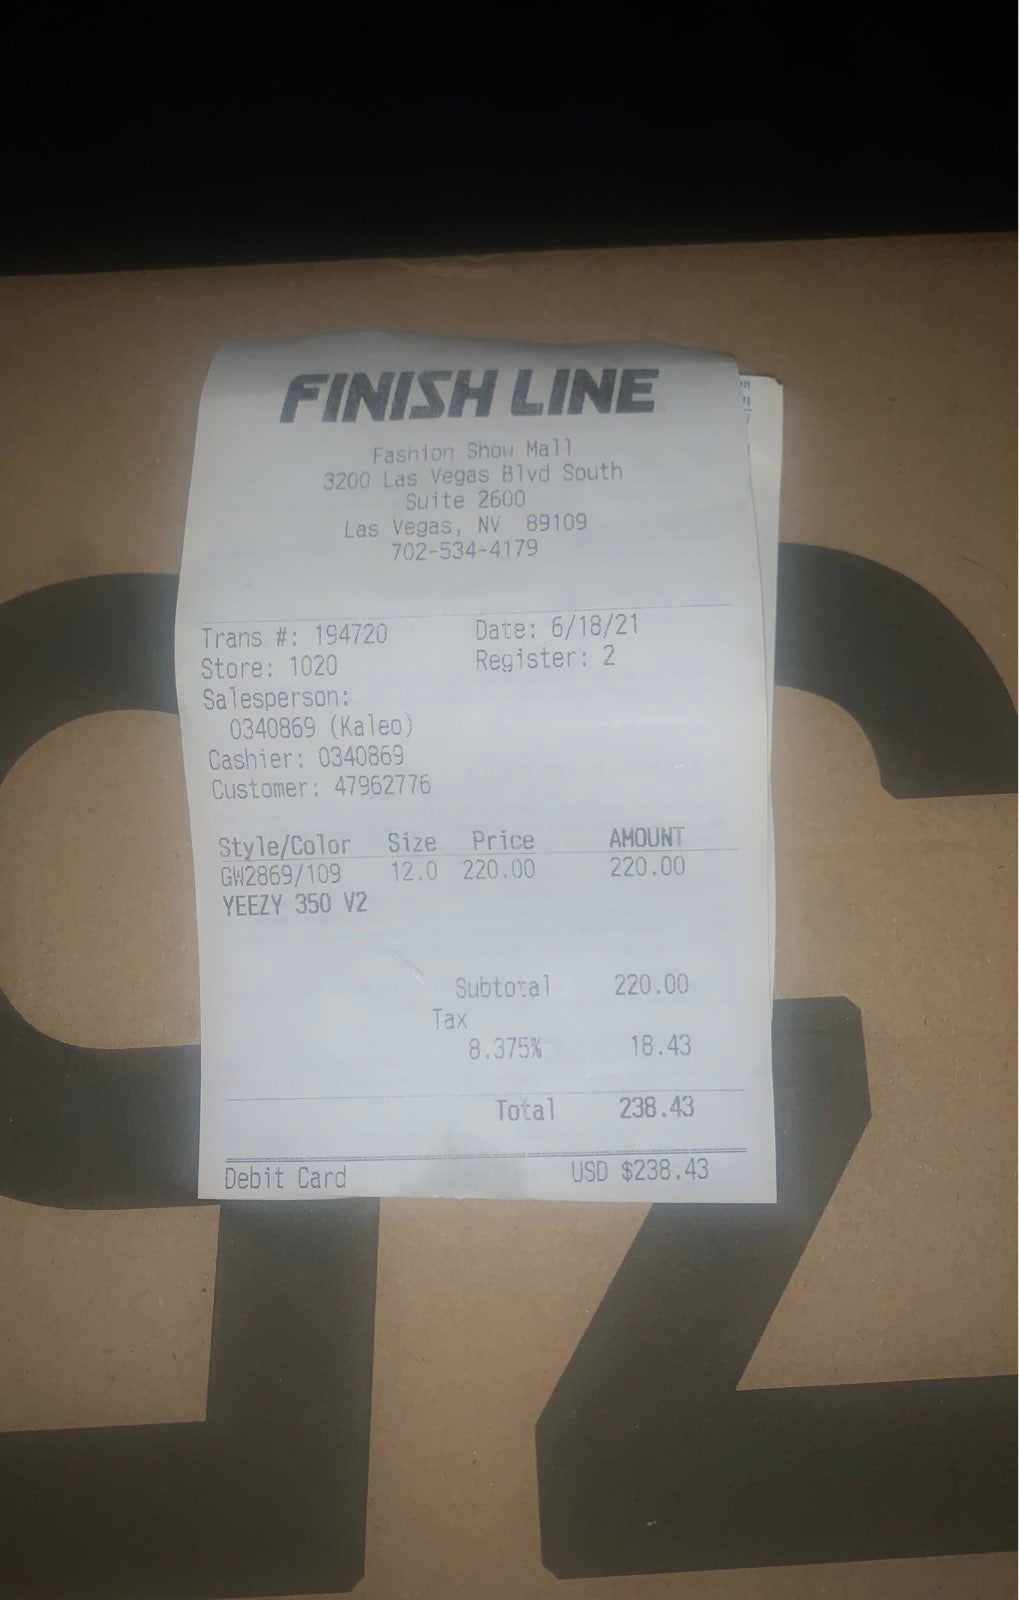 FINISH LINE
Fashion Show Mall
3200 Las Vegas Blvd South
Suite 2600
Las Vegas, NV 89109
702-534-4179
Trans #: 194720 Date: 6/18/21
Store: 1020 Register: 2
Salesperson:
0340869 (Kaleo)
Cashier: 0340869
Customer: 47962776
Style/Color Size Price AMOUNT
GW2869/109 12.0 220.00 220.00
YEEZY 350 V2
Subtotal 220.00
Tax
8.375% 18.43
Total 238.43
Debit Card USD $238.43